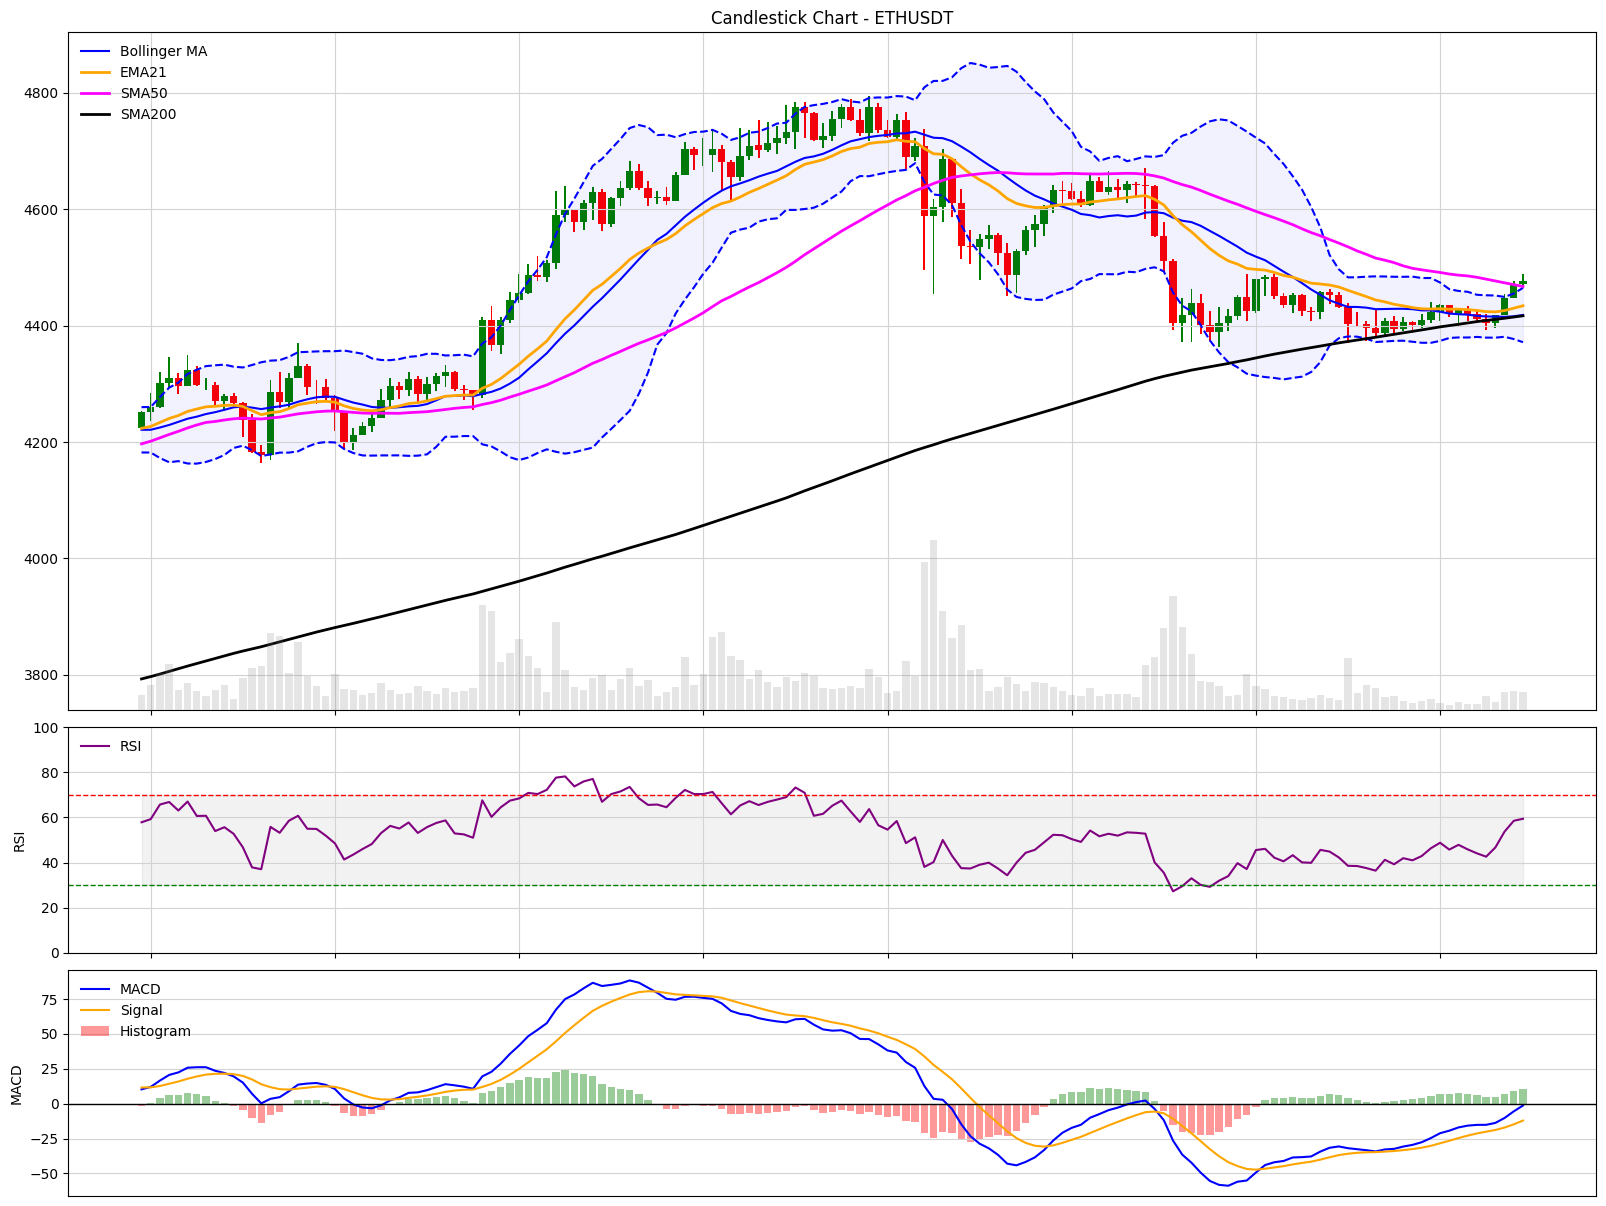 Candlestick Chart - ETHUSDT
Bollinger MA
EMA21
SMA50
SMA200
4800
4600
4400
4200
4000
3800
RSI
RSI
100
80
60
40
20
0
MACD
Signal
Histogram
MACD
75
50
25
0
−25
−50